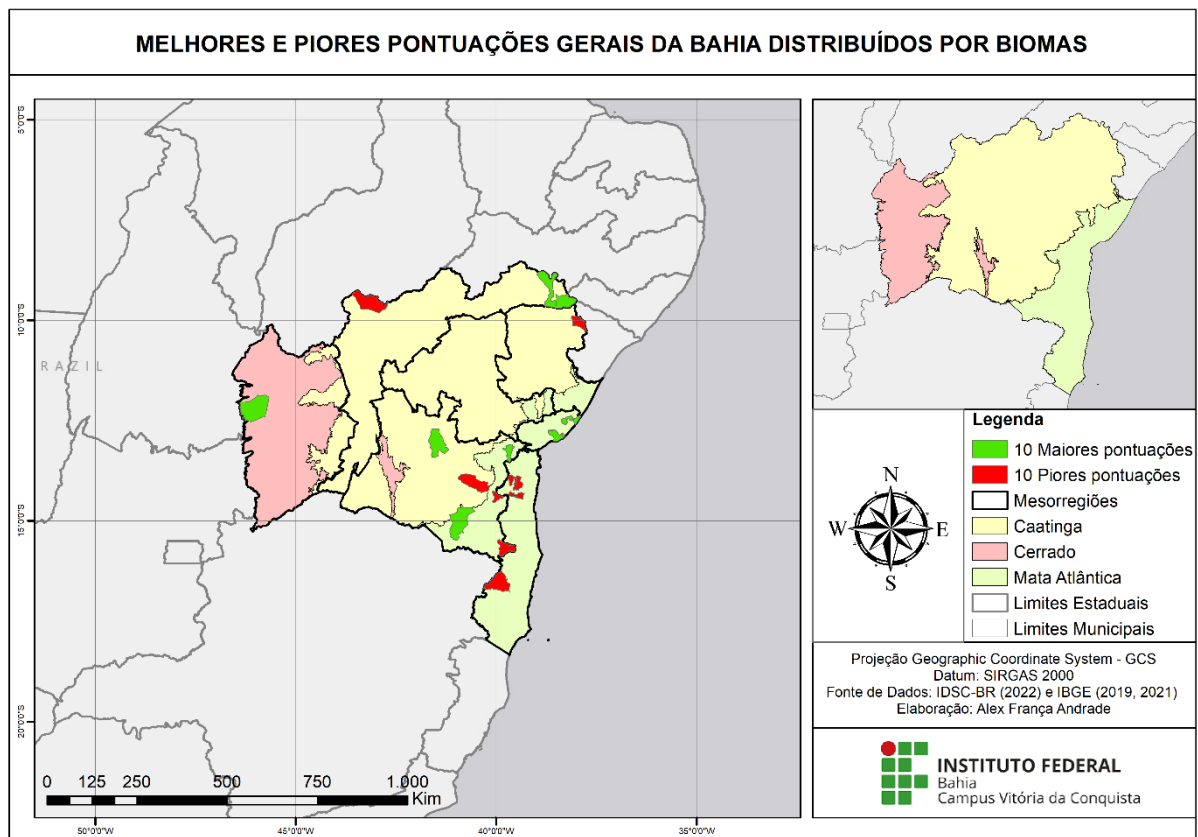 MELHORES E PIORES PONTUAÇÕES GERAIS DA BAHIA DISTRIBUÍDOS POR BIOMAS
5°0'0"S
10°0'0"S
15°0'0"S
20°0'0"S
RAZIL
0 125 250 500 750 1.000
Kim
50°0'0"W 45°0'0"W 40°0'0"W 35°0'0"W
Legenda
10 Maiores pontuações
10 Piores pontuações
Mesorregiões
Caatinga
Cerrado
Mata Atlântica
Limites Estaduais
Limites Municipais
N
W E
S
Projeção Geographic Coordinate System - GCS
Datum: SIRGAS 2000
Fonte de Dados: IDSC-BR (2022) e IBGE (2019, 2021)
Elaboração: Alex França Andrade
INSTITUTO FEDERAL
Bahia
Campus Vitória da Conquista